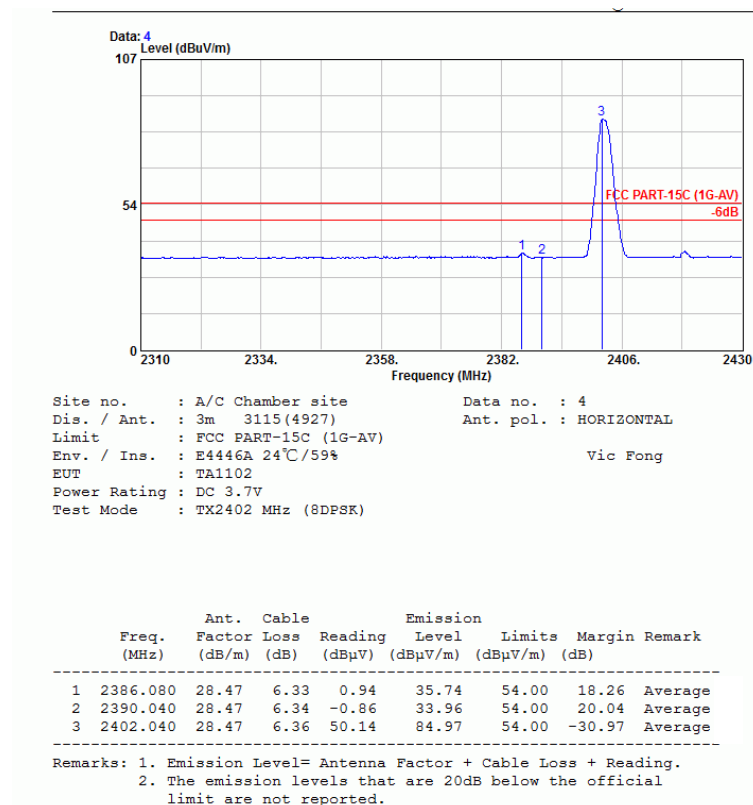 Data: 4
Level (dBuV/m)
107
3
FCC PART-15C (1G-AV)
54
-6dB
1
2
0
2310 2334. 2358. 2382. 2406. 2430
Frequency (MHz)
Site no. : A/C Chamber site Data no. : 4
Dis. / Ant. : 3m 3115(4927) Ant. pol. : HORIZONTAL
Limit : FCC PART-15C (1G-AV)
Env. / Ins. : E4446A 24℃/59% Vic Fong
EUT : TA1102
Power Rating : DC 3.7V
Test Mode : TX2402 MHz (8DPSK)
Ant. Cable Emission
Freq. Factor Loss Reading Level Limits Margin Remark
(MHz) (dB/m) (dB) (dBµV) (dBµV/m) (dBµV/m) (dB)
1 2386.080 28.47 6.33 0.94 35.74 54.00 18.26 Average
2 2390.040 28.47 6.34 -0.86 33.96 54.00 20.04 Average
3 2402.040 28.47 6.36 50.14 84.97 54.00 -30.97 Average
Remarks: 1. Emission Level= Antenna Factor + Cable Loss + Reading.
2. The emission levels that are 20dB below the official
limit are not reported.